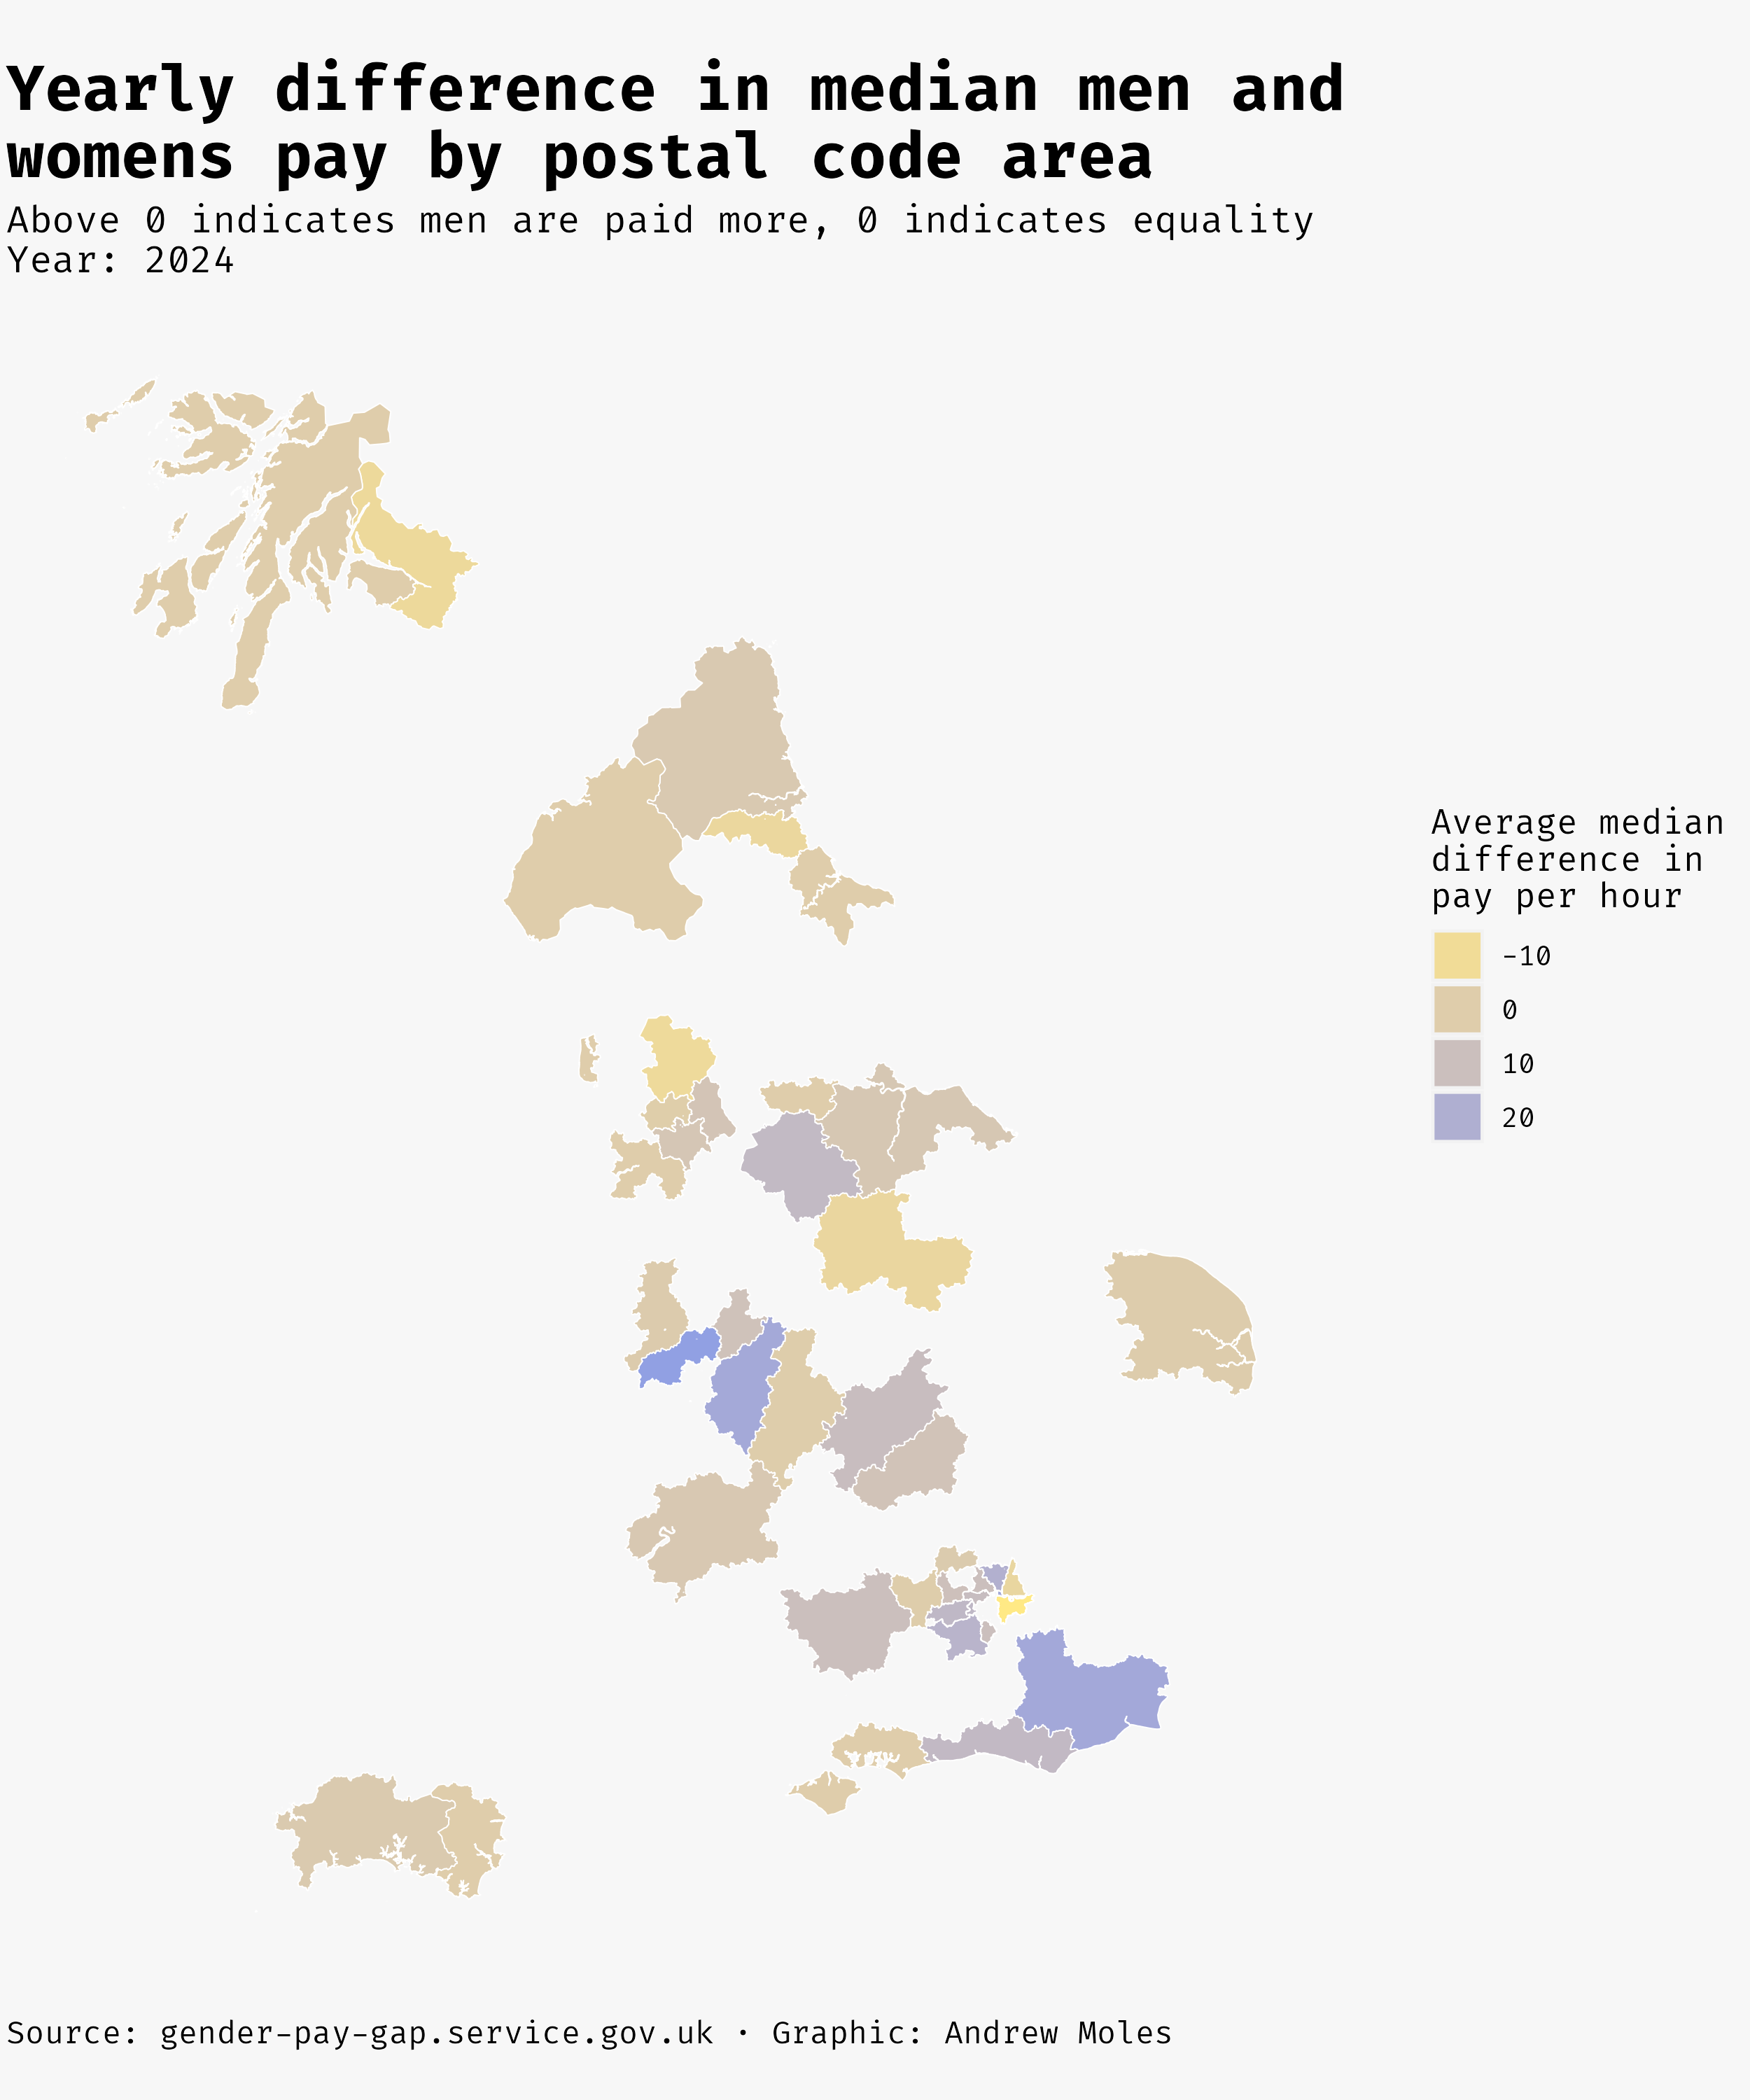 Yearly difference in median men and
womens pay by postal code area
Above 0 indicates men are paid more, 0 indicates equality
Year: 2024
Average median
difference in
pay per hour
-10
0
10
20
Source: gender-pay-gap.service.gov.uk · Graphic: Andrew Moles